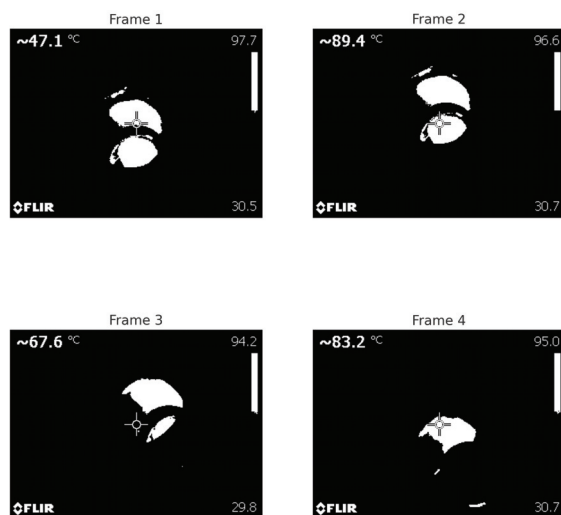 Frame 1
~47.1 °C
97.7
30.5
FLIR
Frame 2
~89.4 °C
96.6
30.7
FLIR
Frame 3
~67.6 °C
94.2
29.8
FLIR
Frame 4
~83.2 °C
95.0
30.7
FLIR